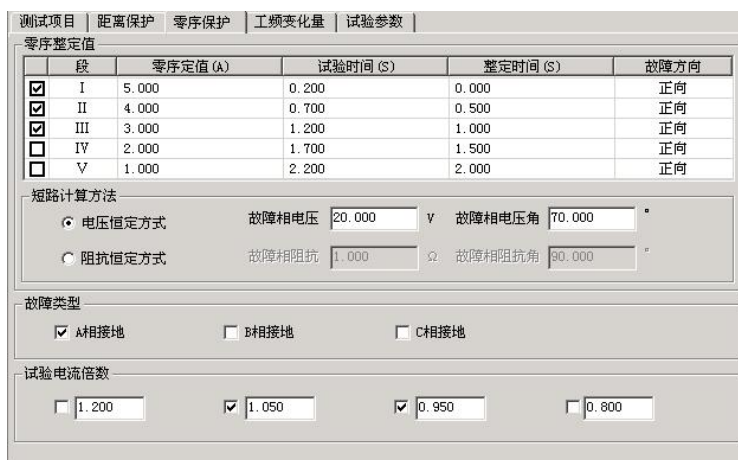 测试项目 距离保护 零序保护 工频变化量 试验参数
零序整定值
段 零序定值(A) 试验时间(S) 整定时间(S) 故障方向
I 5.000 0.200 0.000 正向
II 4.000 0.700 0.500 正向
III 3.000 1.200 1.000 正向
IV 2.000 1.700 1.500 正向
V 1.000 2.200 2.000 正向
短路计算方法
电压恒定方式 故障相电压 20.000 V 故障相电压角 70.000 °
阻抗恒定方式 故障相阻抗 1.000 Ω 故障相阻抗角 90.000 °
故障类型
A相接地 B相接地 C相接地
试验电流倍数
1.200 1.050 0.950 0.800